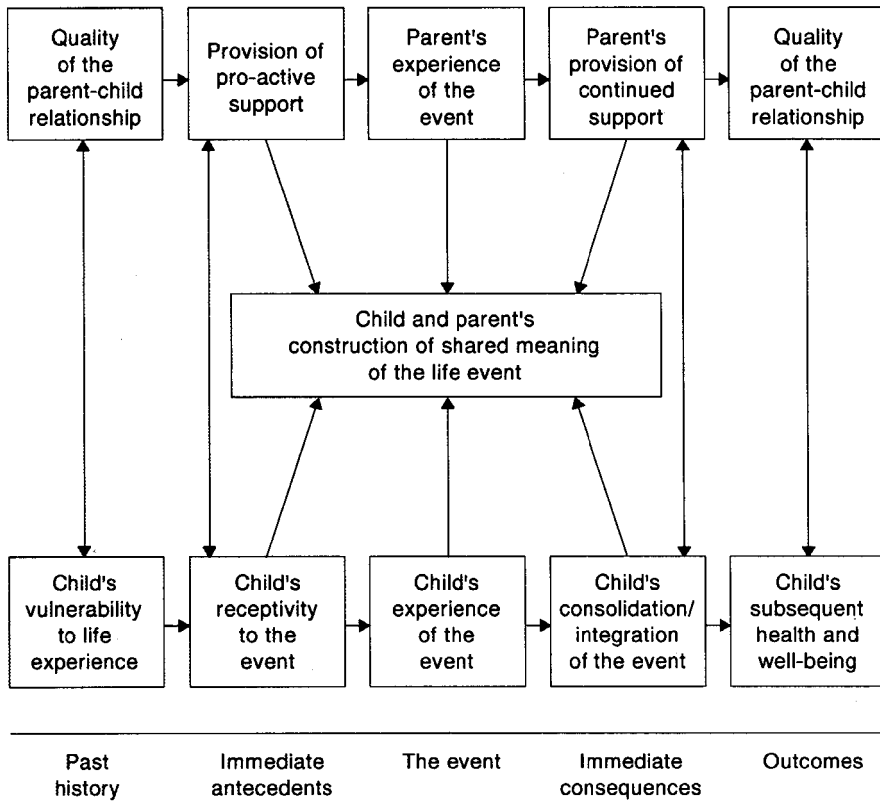 Quality
of the
parent-child
relationship
Provision of
pro-active
support
Parent's
experience
of the
event
Parent's
provision of
continued
support
Quality
of the
parent-child
relationship
Child and parent's
construction of shared meaning
of the life event
Child's
vulnerability
to life
experience
Child's
receptivity
to the
event
Child's
experience
of the
event
Child's
consolidation/
integration
of the event
Child's
subsequent
health and
well-being
Past
history
Immediate
antecedents
The event
Immediate
consequences
Outcomes